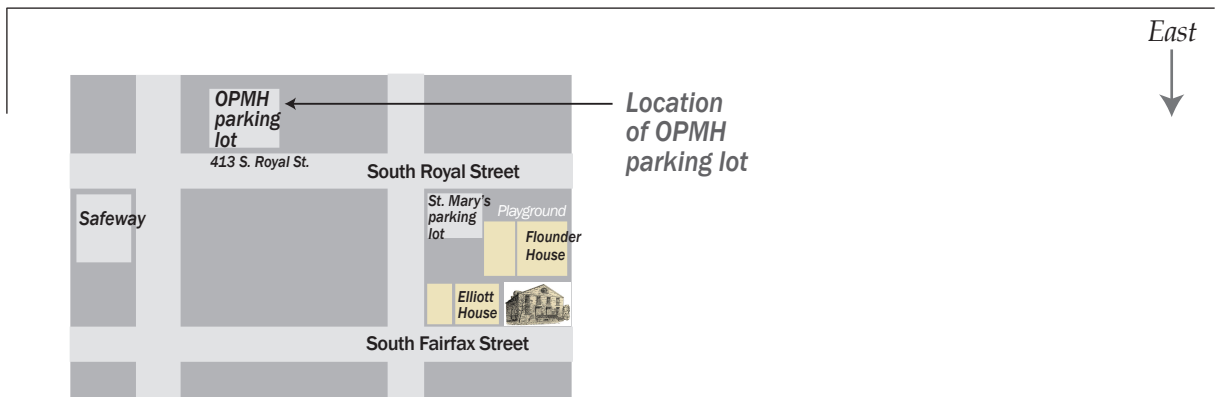 East
OPMH
parking
lot
413 S. Royal St.
Location
of OPMH
parking lot
South Royal Street
Safeway
St. Mary's
parking
lot
Playground
Flounder
House
Elliott
House
South Fairfax Street